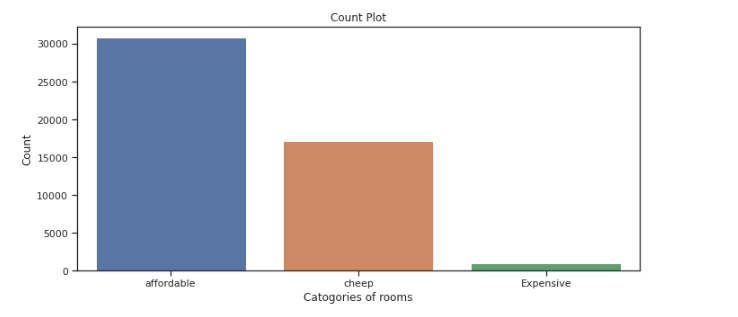 Count Plot
30000
25000
20000
15000
10000
5000
0
Count
affordable
cheep
Expensive
Catogories of rooms